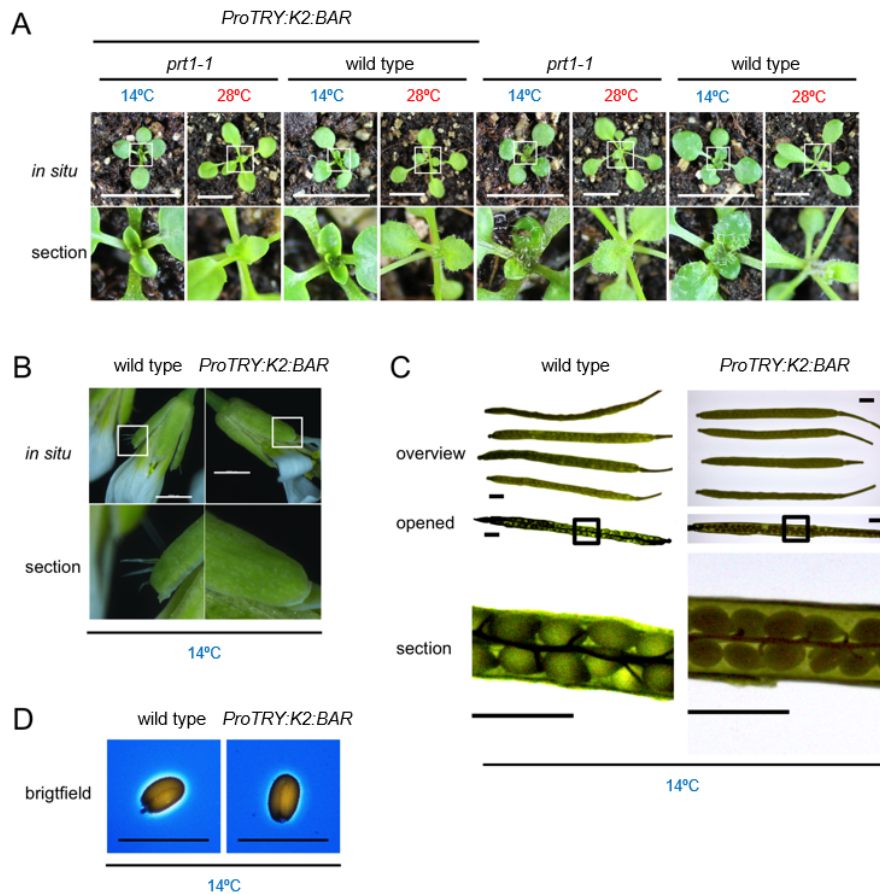 A
ProTRY:K2:BAR
prt1-1 wild type prt1-1 wild type
14ºC 28ºC 14ºC 28ºC 14ºC 28ºC 14ºC 28ºC
in situ
section
B
wild type ProTRY:K2:BAR
in situ
section
14ºC
C
wild type ProTRY:K2:BAR
overview
opened
section
14ºC
D
wild type ProTRY:K2:BAR
brigtfield
14ºC